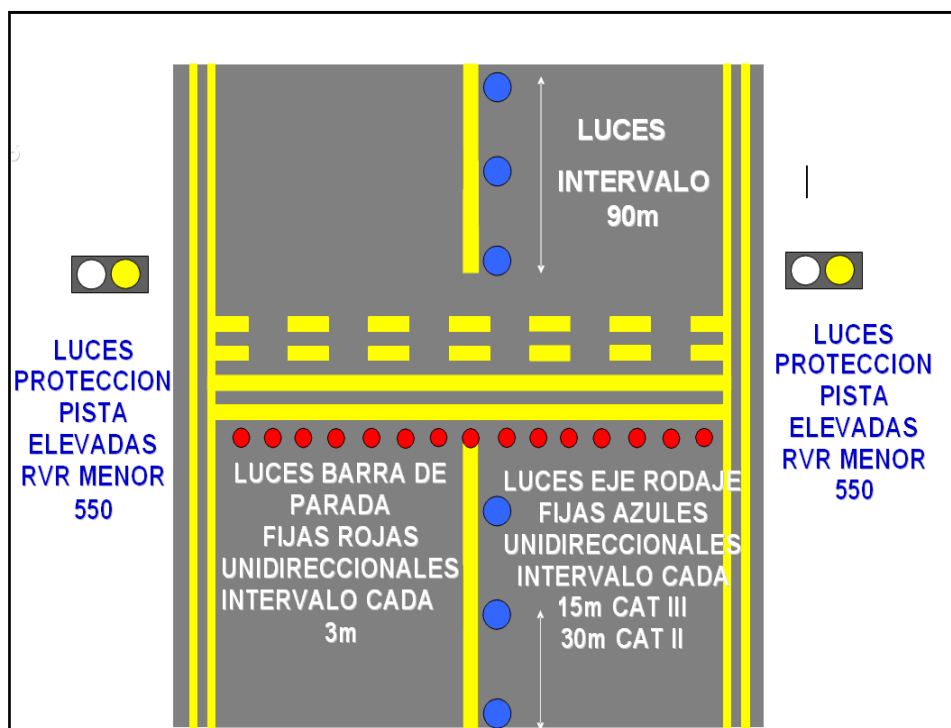 LUCES
INTERVALO
90m
LUCES
PROTECCION
PISTA
ELEVADAS
RVR MENOR
550
LUCES
PROTECCION
PISTA
ELEVADAS
RVR MENOR
550
LUCES BARRA DE
PARADA
FIJAS ROJAS
UNIDIRECCIONALES
INTERVALO CADA
3m
LUCES EJE RODAJE
FIJAS AZULES
UNIDIRECCIONALES
INTERVALO CADA
15m CAT III
30m CAT II